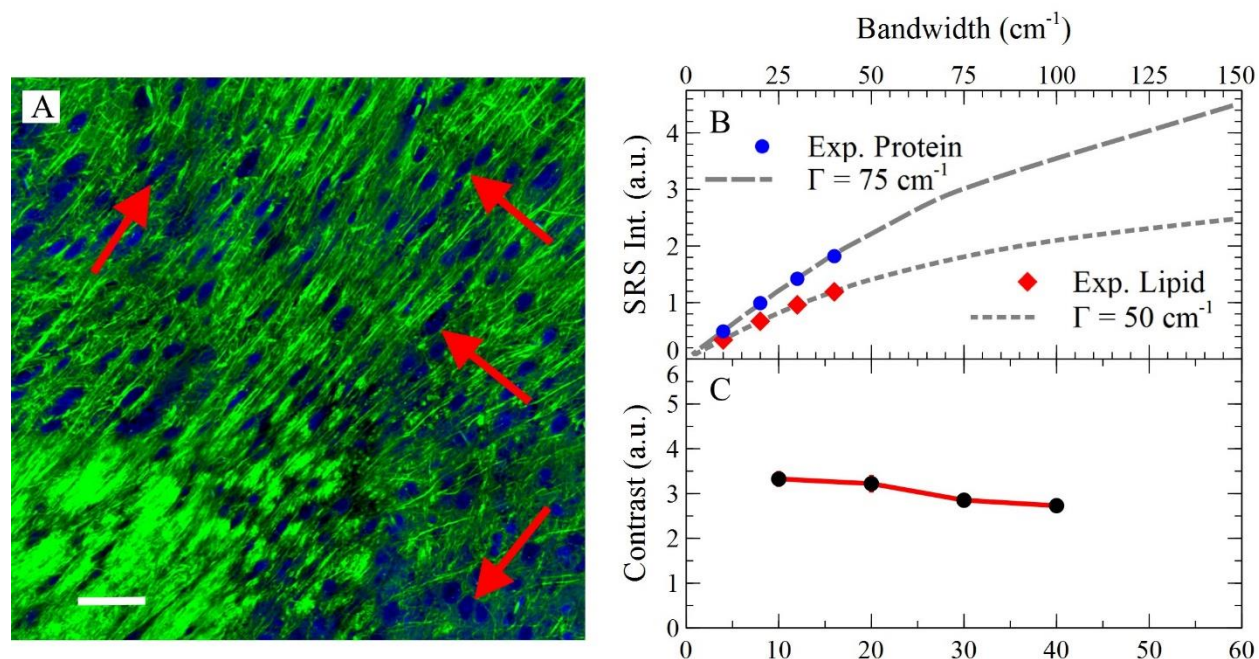 A
Bandwidth (cm⁻¹)
0 25 50 75 100 125 150
B
Exp. Protein
Γ = 75 cm⁻¹
Exp. Lipid
Γ = 50 cm⁻¹
SRS Int. (a.u.)
4
3
2
1
0
C
Contrast (a.u.)
6
5
4
3
2
1
0
0 10 20 30 40 50 60